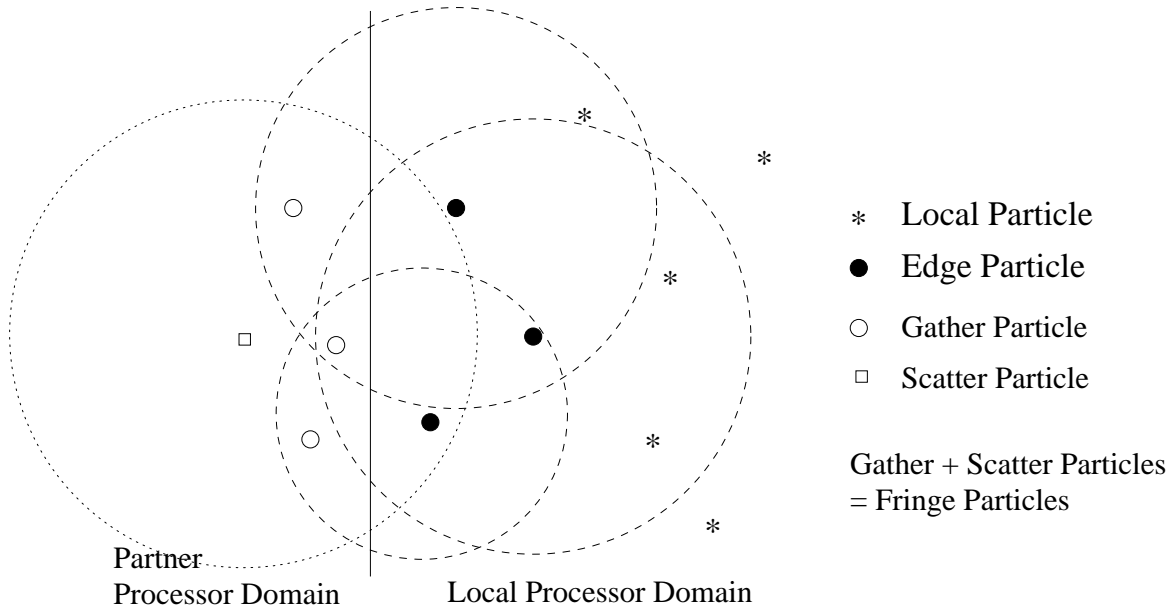 Local Particle
Edge Particle
Gather Particle
Scatter Particle
Gather + Scatter Particles
= Fringe Particles
Partner
Processor Domain
Local Processor Domain